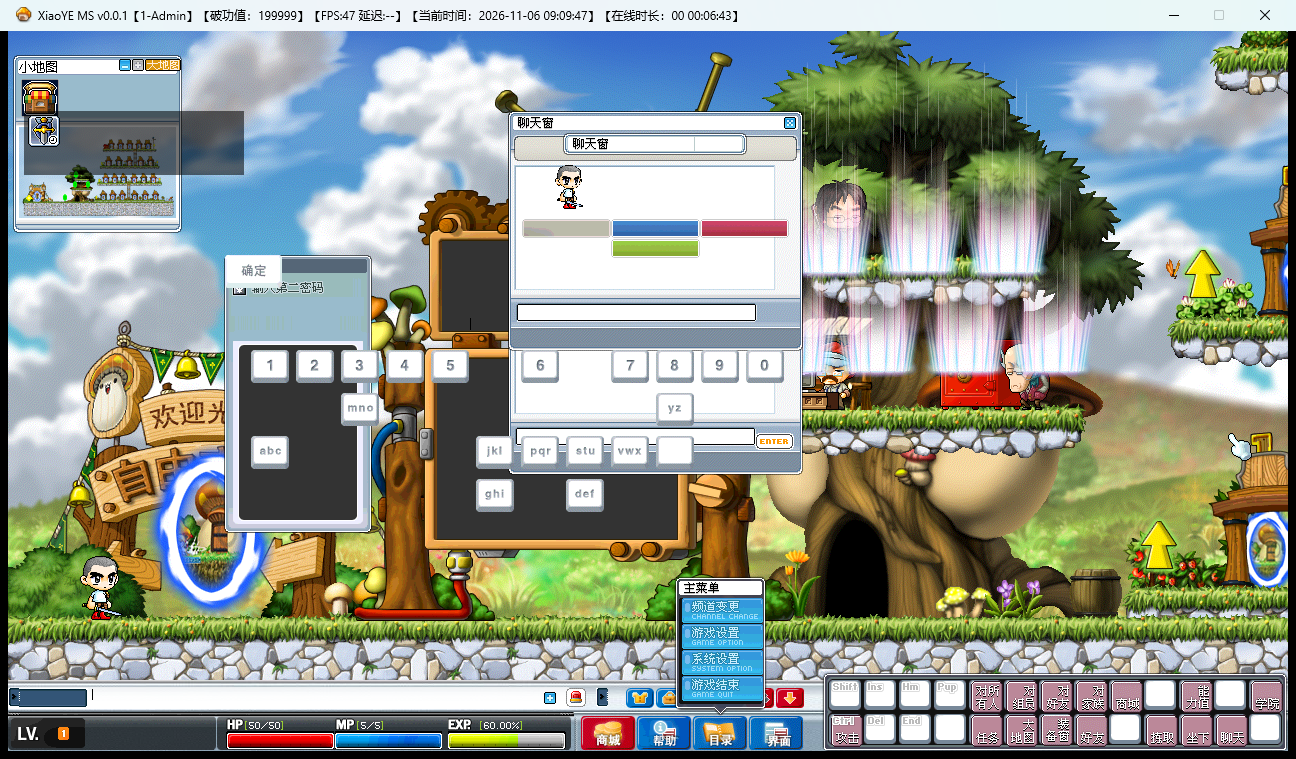 XiaoYE MS v0.0.1【1-Admin】【破功值：199999】【FPS:47 延迟:--】【当前时间：2026-11-06 09:09:47】【在线时长：00 00:06:43】
小地图
大地图
聊天窗
聊天窗
确定
输入第二密码
1 2 3 4 5 6 7 8 9 0
mno yz
abc jkl pqr stu vwx
ENTER
ghi def
欢迎光
自由
主菜单
频道变更
CHANNEL CHANGE
游戏设置
GAME OPTION
系统设置
SYSTEM OPTION
游戏结束
GAME QUIT
LV. 1
HP [50/50] MP [5/5] EXP. [60.00%]
商城 帮助 目录 界面
Shift Ins Hm Pup 对所有人 对组员 对好友 对家族 商城 能力值 学院
Ctrl Del End
攻击 任务 大地图 装备窗 好友 拣取 坐下 聊天